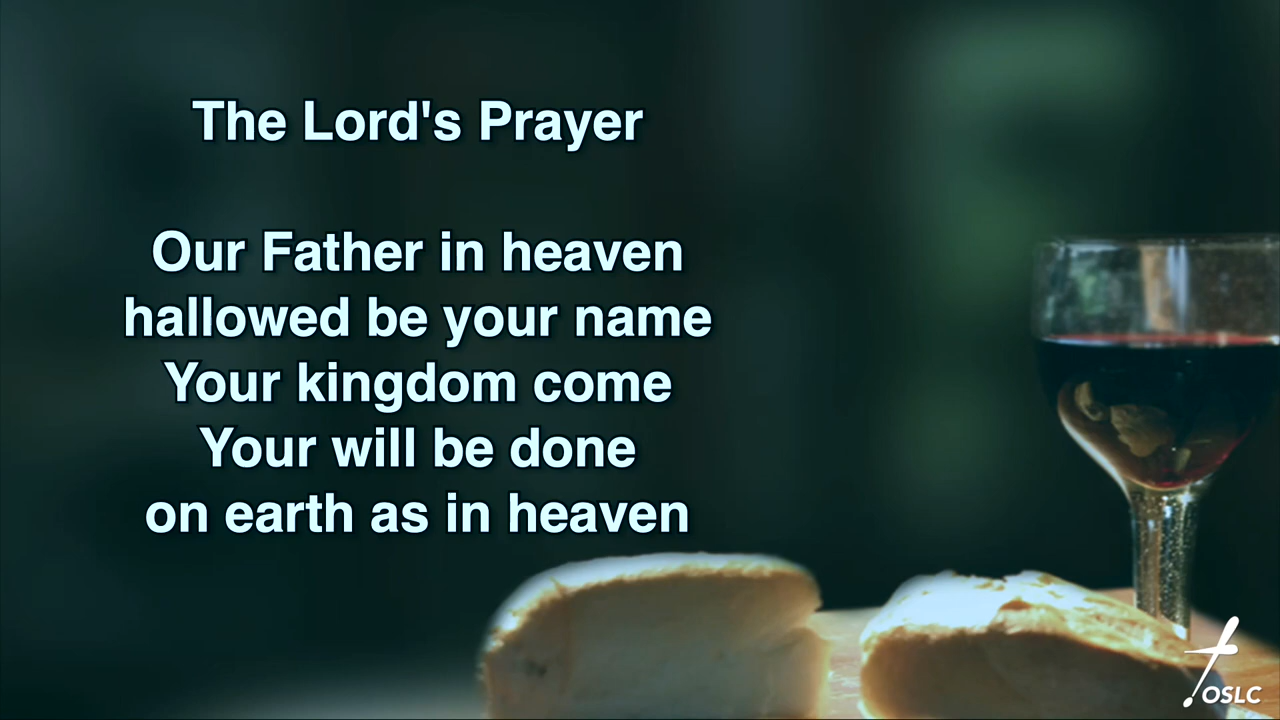 The Lord's Prayer
Our Father in heaven
hallowed be your name
Your kingdom come
Your will be done
on earth as in heaven
OSLC